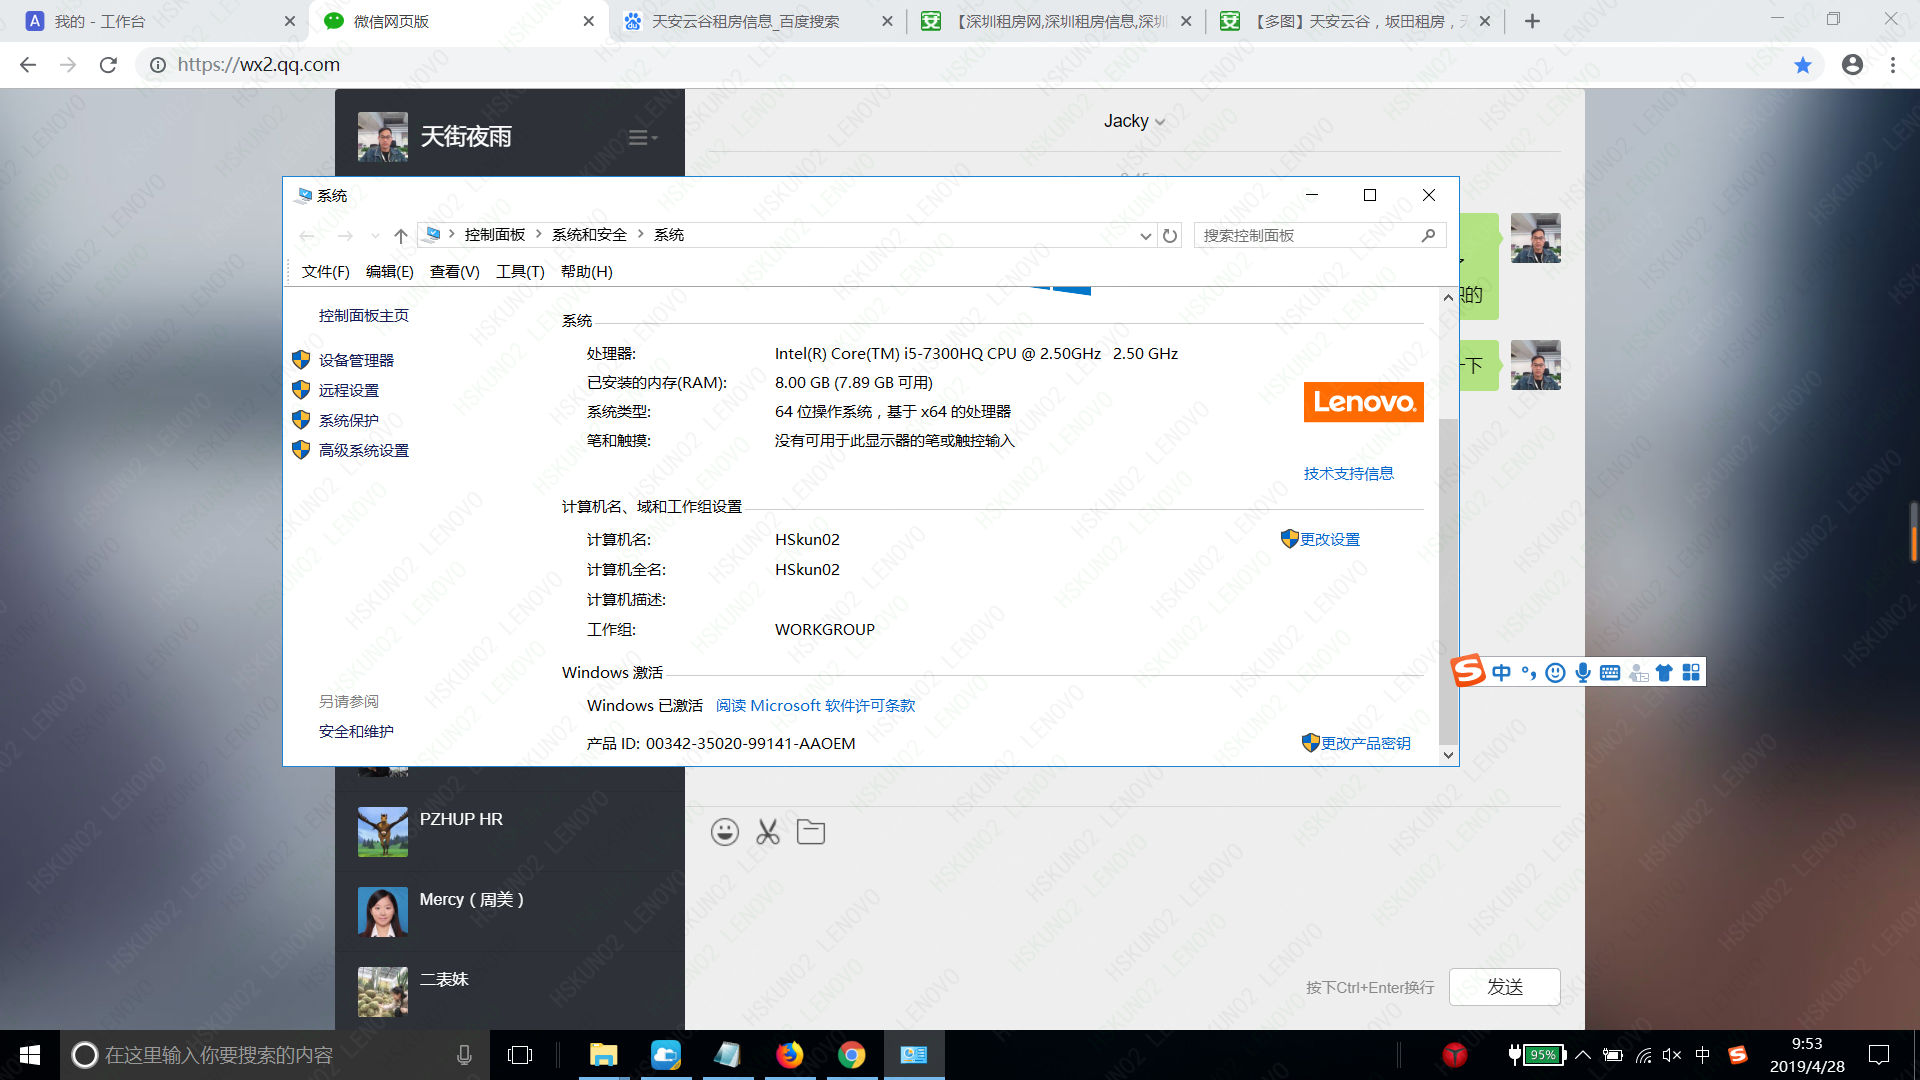 我的 - 工作台
微信网页版
天安云谷租房信息_百度搜索
【深圳租房网,深圳租房信息,深圳
【多图】天安云谷，坂田租房，天
https://wx2.qq.com
天街夜雨
Jacky
系统
控制面板 系统和安全 系统
搜索控制面板
文件(F) 编辑(E) 查看(V) 工具(T) 帮助(H)
控制面板主页
设备管理器
远程设置
系统保护
高级系统设置
另请参阅
安全和维护
系统
处理器: Intel(R) Core(TM) i5-7300HQ CPU @ 2.50GHz 2.50 GHz
已安装的内存(RAM): 8.00 GB (7.89 GB 可用)
系统类型: 64 位操作系统，基于 x64 的处理器
笔和触摸: 没有可用于此显示器的笔或触控输入
Lenovo
技术支持信息
计算机名、域和工作组设置
计算机名: HSkun02
更改设置
计算机全名: HSkun02
计算机描述:
工作组: WORKGROUP
Windows 激活
Windows 已激活 阅读 Microsoft 软件许可条款
产品 ID: 00342-35020-99141-AAOEM
更改产品密钥
的
下
中
PZHUP HR
Mercy（周美）
二表妹
按下Ctrl+Enter换行
发送
在这里输入你要搜索的内容
95%
中
9:53
2019/4/28
HSKUN02 LENOVO